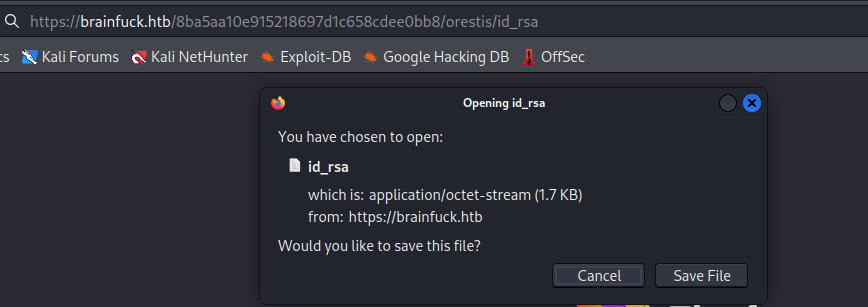 https://brainfuck.htb/8ba5aa10e915218697d1c658cdee0bb8/orestis/id_rsa
cs Kali Forums Kali NetHunter Exploit-DB Google Hacking DB OffSec
Opening id_rsa
You have chosen to open:
id_rsa
which is: application/octet-stream (1.7 KB)
from: https://brainfuck.htb
Would you like to save this file?
Cancel Save File